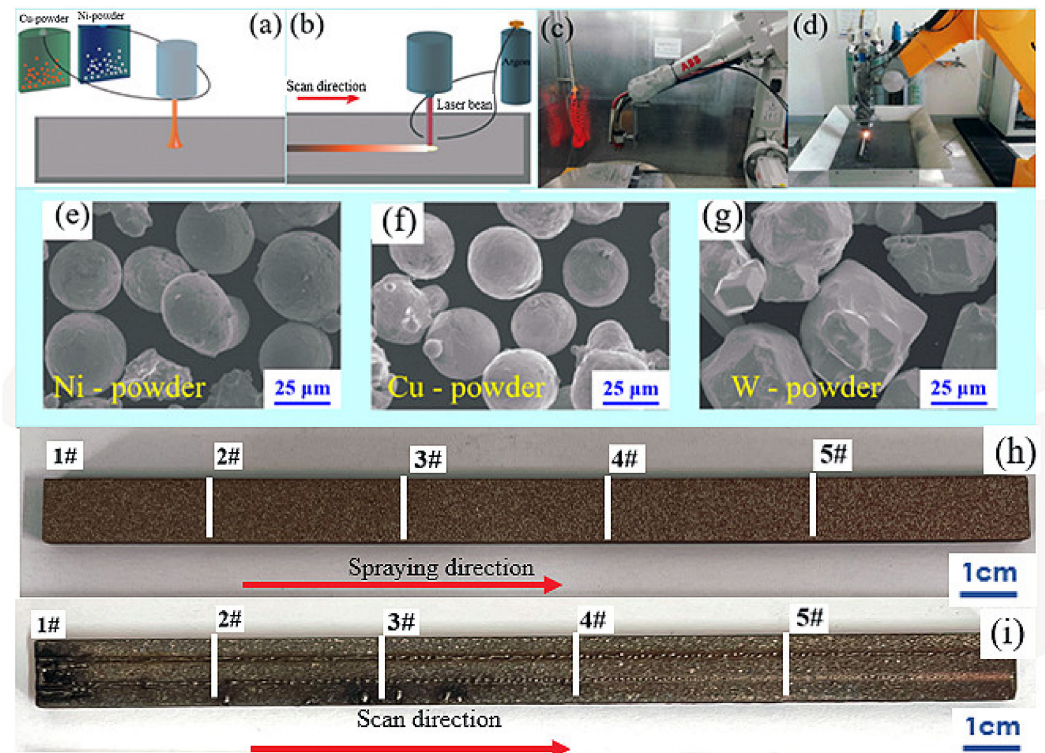 Cu-powder
Ni-powder
(a)
(b)
Argon
Scan direction
Laser bean
(c)
ABB
(d)
(e)
Ni - powder
25 µm
(f)
Cu - powder
25 µm
(g)
W - powder
25 µm
(h)
1#
2#
3#
4#
5#
Spraying direction
1cm
(i)
1#
2#
3#
4#
5#
Scan direction
1cm